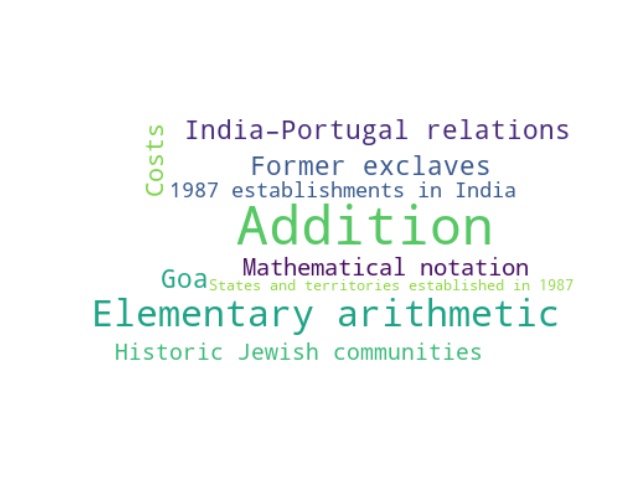 Costs
India–Portugal relations
Former exclaves
1987 establishments in India
Addition
Mathematical notation
Goa
States and territories established in 1987
Elementary arithmetic
Historic Jewish communities